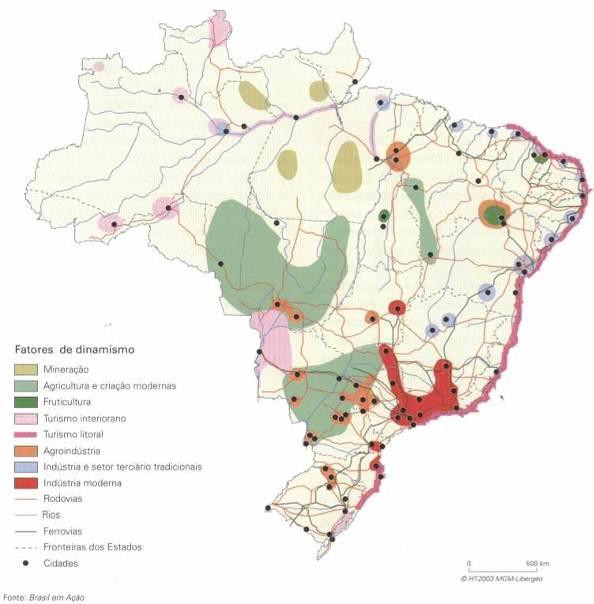 Fatores de dinamismo
Mineração
Agricultura e criação modernas
Fruticultura
Turismo interiorano
Turismo litoral
Agroindústria
Indústria e setor terciário tradicionais
Indústria moderna
Rodovias
Rios
Ferrovias
Fronteiras dos Estados
Cidades
0 500 km
© HT-2003 MGM-Libergéo
Fonte: Brasil em Ação